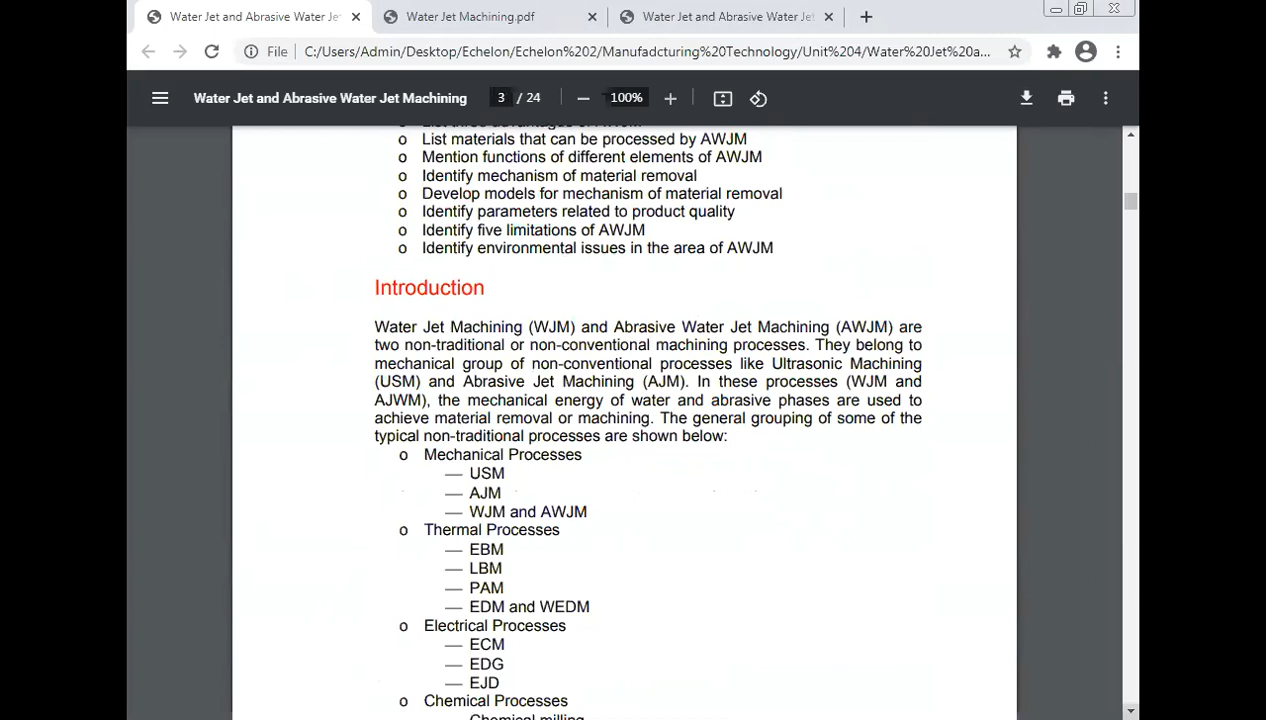 Water Jet and Abrasive Water Je
Water Jet Machining.pdf
Water Jet and Abrasive Water Jet
File C:/Users/Admin/Desktop/Echelon/Echelon%202/Manufadcturing%20Technology/Unit%204/Water%20Jet%20a...
Water Jet and Abrasive Water Jet Machining 3 / 24 100%
o List materials that can be processed by AWJM
o Mention functions of different elements of AWJM
o Identify mechanism of material removal
o Develop models for mechanism of material removal
o Identify parameters related to product quality
o Identify five limitations of AWJM
o Identify environmental issues in the area of AWJM
Introduction
Water Jet Machining (WJM) and Abrasive Water Jet Machining (AWJM) are
two non-traditional or non-conventional machining processes. They belong to
mechanical group of non-conventional processes like Ultrasonic Machining
(USM) and Abrasive Jet Machining (AJM). In these processes (WJM and
AJWM), the mechanical energy of water and abrasive phases are used to
achieve material removal or machining. The general grouping of some of the
typical non-traditional processes are shown below:
o Mechanical Processes
— USM
— AJM
— WJM and AWJM
o Thermal Processes
— EBM
— LBM
— PAM
— EDM and WEDM
o Electrical Processes
— ECM
— EDG
— EJD
o Chemical Processes
Chemical milling